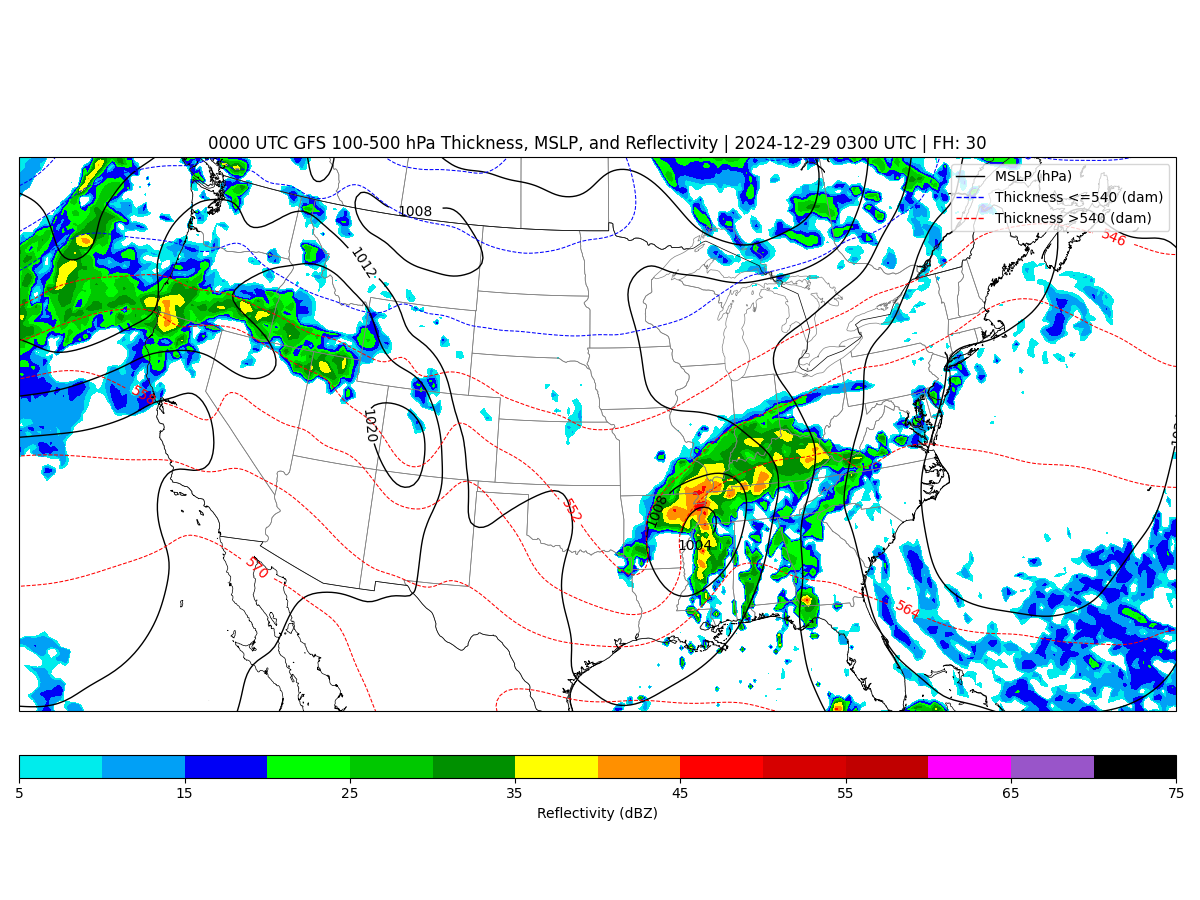 0000 UTC GFS 100-500 hPa Thickness, MSLP, and Reflectivity | 2024-12-29 0300 UTC | FH: 30
MSLP (hPa)
Thickness <=540 (dam)
Thickness >540 (dam)
1008
546
1012
1020
552
1008
1004
570
564
5 15 25 35 45 55 65 75
Reflectivity (dBZ)